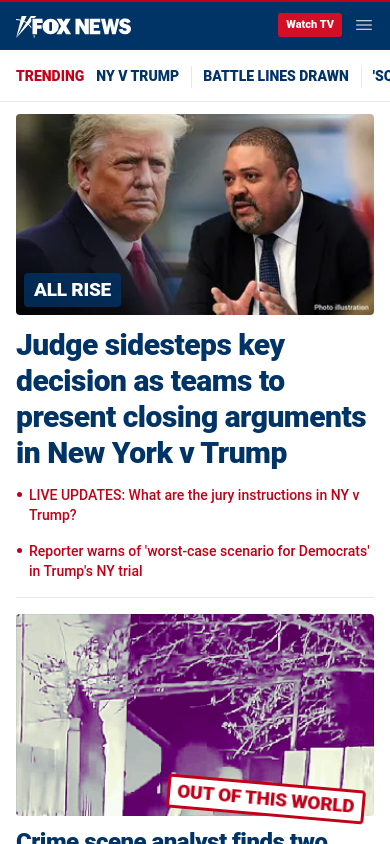 FOX NEWS
Watch TV
TRENDING NY V TRUMP BATTLE LINES DRAWN 'SC
ALL RISE
Photo illustration
Judge sidesteps key
decision as teams to
present closing arguments
in New York v Trump
• LIVE UPDATES: What are the jury instructions in NY v
Trump?
• Reporter warns of 'worst-case scenario for Democrats'
in Trump's NY trial
OUT OF THIS WORLD
Crime scene analyst finds two